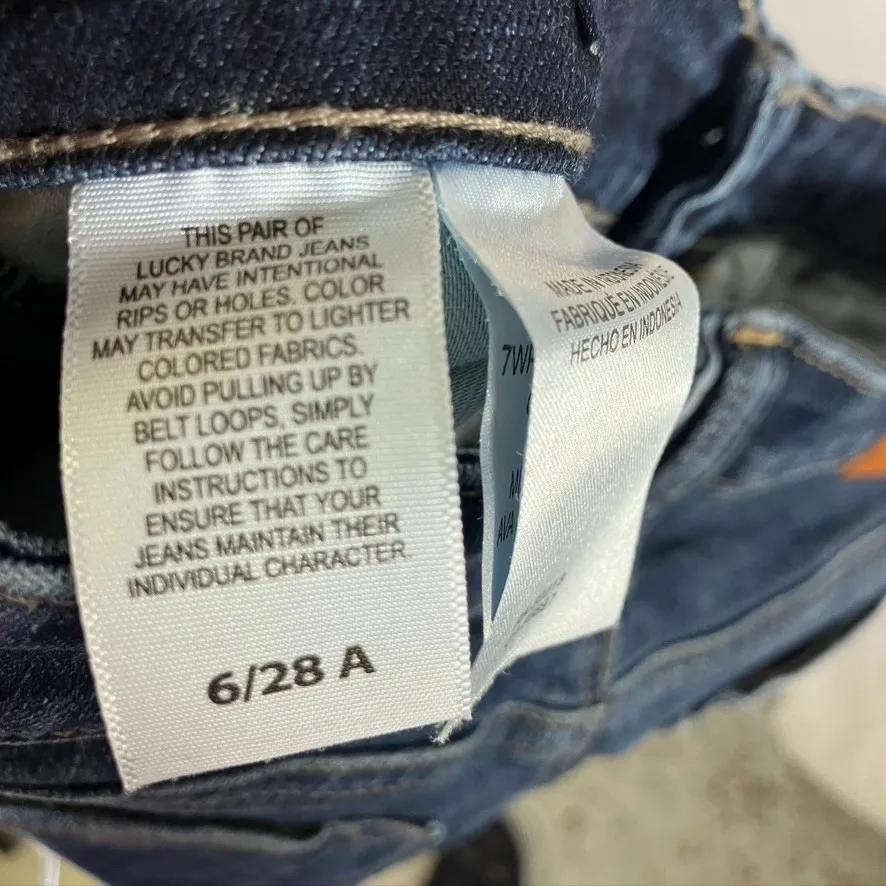 THIS PAIR OF
LUCKY BRAND JEANS
MAY HAVE INTENTIONAL
RIPS OR HOLES. COLOR
MAY TRANSFER TO LIGHTER
COLORED FABRICS.
AVOID PULLING UP BY
BELT LOOPS, SIMPLY
FOLLOW THE CARE
INSTRUCTIONS TO
ENSURE THAT YOUR
JEANS MAINTAIN THEIR
INDIVIDUAL CHARACTER.
6/28 A
MADE IN
FABRIQUÉ EN INDONÉSIE
HECHO EN INDONESIA
AVA